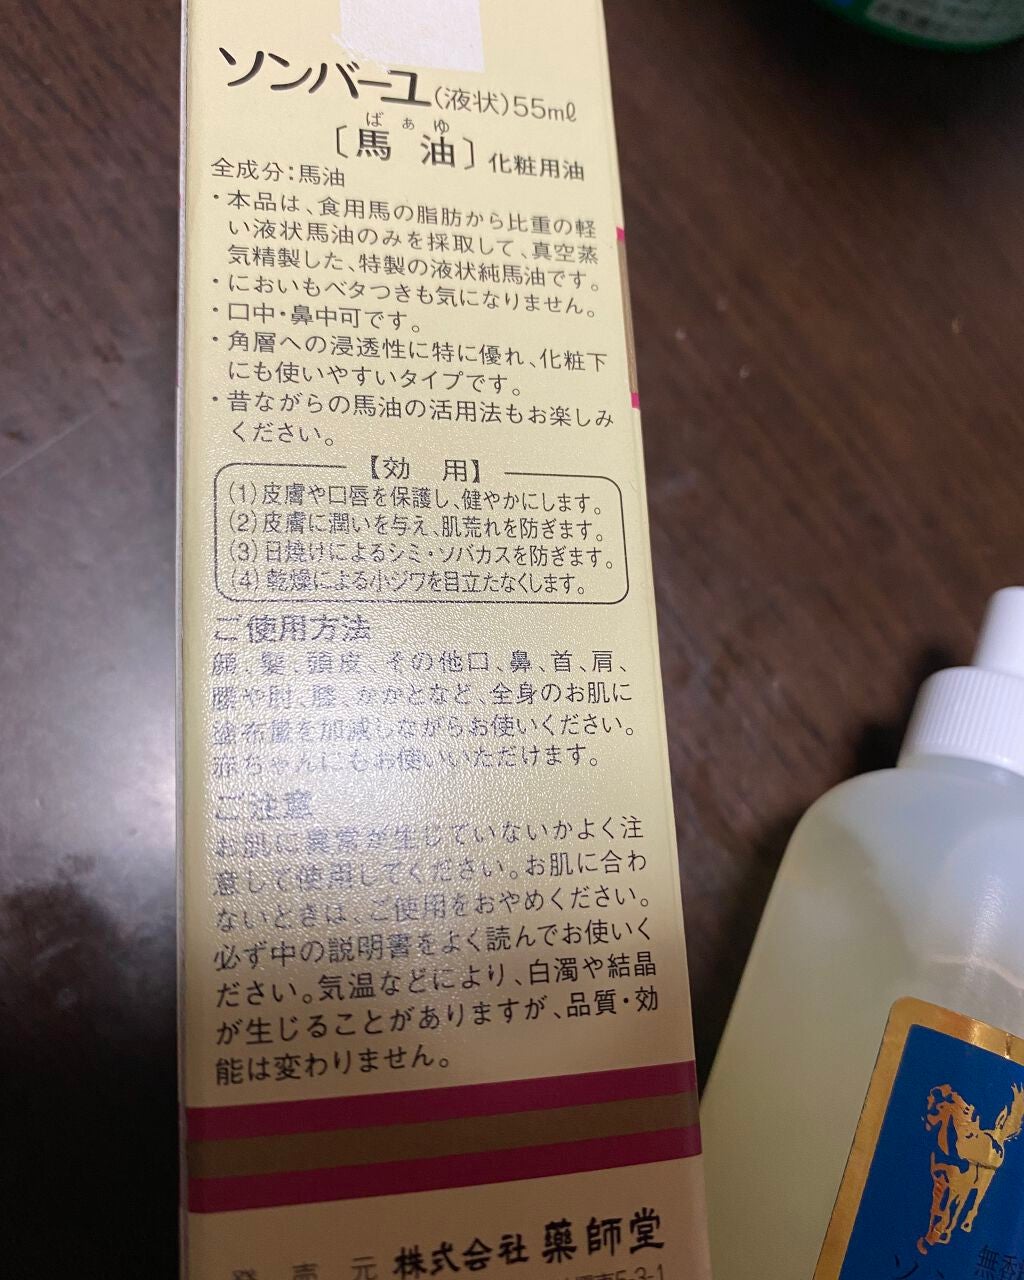 ソンバーユ(液状)55mℓ
ばぁゆ
〔馬油〕化粧用油
全成分:馬油
・本品は、食用馬の脂肪から比重の軽
い液状馬油のみを採取して、真空蒸
気精製した、特製の液状純馬油です。
・においもベタつきも気になりません。
・口中・鼻中可です。
・角層への浸透性に特に優れ、化粧下
にも使いやすいタイプです。
・昔ながらの馬油の活用法もお楽しみ
ください。
【効 用】
(1)皮膚や口唇を保護し、健やかにします。
(2)皮膚に潤いを与え、肌荒れを防ぎます。
(3)日焼けによるシミ・ソバカスを防ぎます。
(4)乾燥による小ジワを目立たなくします。
ご使用方法
顔、髪、頭皮、その他口、鼻、首、肩、
腰や肘、膝、かかとなど、全身のお肌に
塗布量を加減しながらお使いください。
赤ちゃんにもお使いいただけます。
ご注意
お肌に異常が生じていないかよく注
意して使用してください。お肌に合わ
ないときは、ご使用をおやめください。
必ず中の説明書をよく読んでお使いく
ださい。気温などにより、白濁や結晶
が生じることがありますが、品質・効
能は変わりません。
発売元 株式会社 薬師堂
5-3-1
無香
ソン